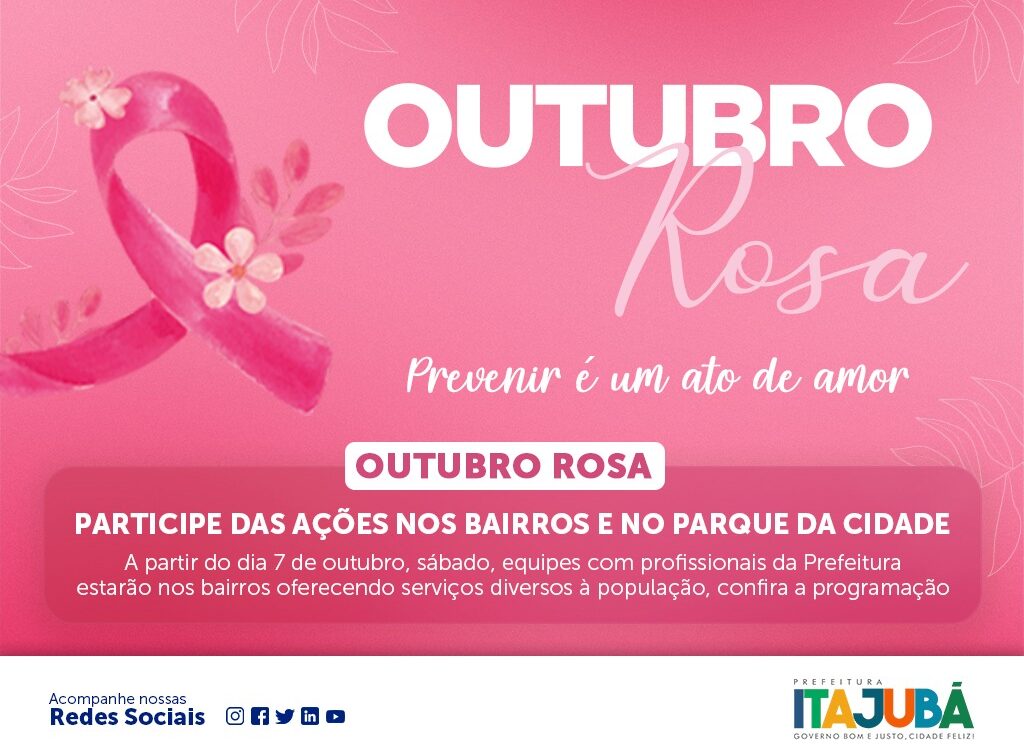 OUTUBRO
Rosa
Prevenir é um ato de amor
OUTUBRO ROSA
PARTICIPE DAS AÇÕES NOS BAIRROS E NO PARQUE DA CIDADE
A partir do dia 7 de outubro, sábado, equipes com profissionais da Prefeitura
estarão nos bairros oferecendo serviços diversos à população, confira a programação
Acompanhe nossas
Redes Sociais
PREFEITURA
ITAJUBÁ
GOVERNO BOM E JUSTO, CIDADE FELIZ!